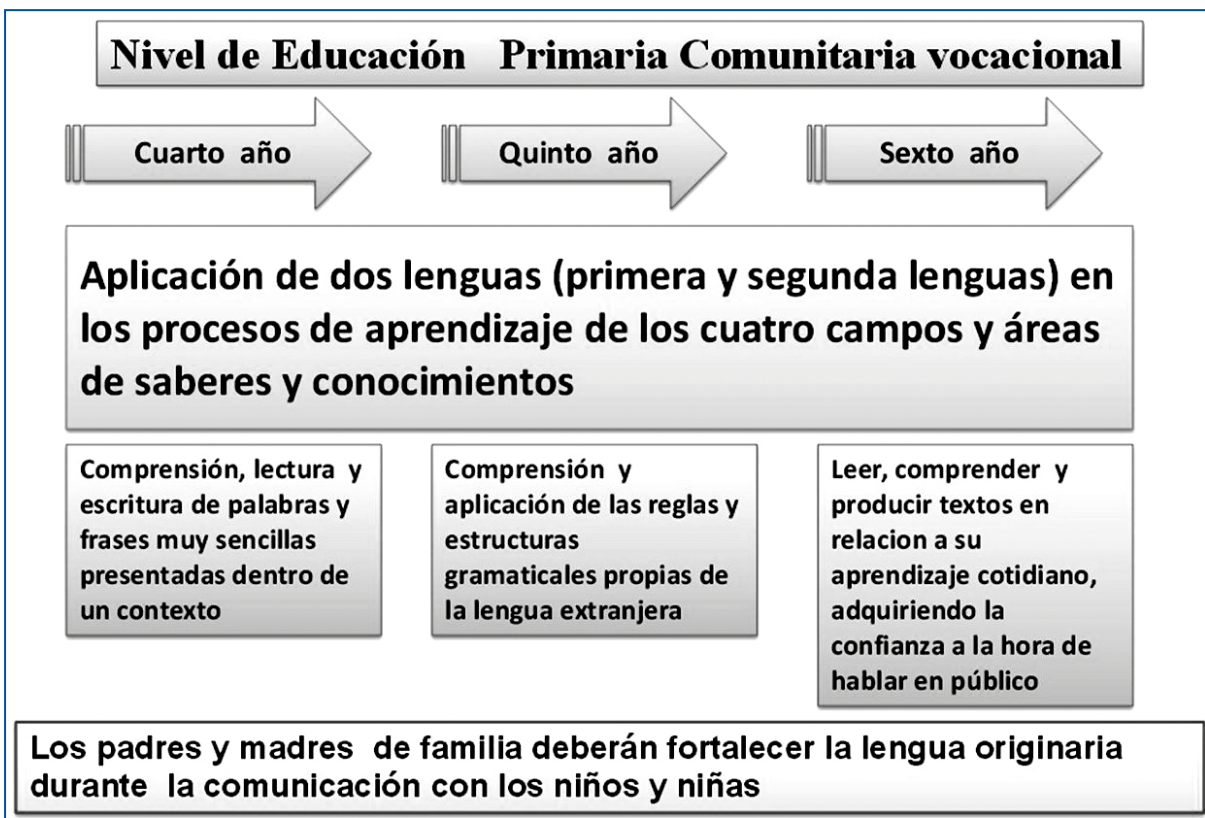 Nivel de Educación Primaria Comunitaria vocacional
Cuarto año
Quinto año
Sexto año
Aplicación de dos lenguas (primera y segunda lenguas) en
los procesos de aprendizaje de los cuatro campos y áreas
de saberes y conocimientos
Comprensión, lectura y
escritura de palabras y
frases muy sencillas
presentadas dentro de
un contexto
Comprensión y
aplicación de las reglas y
estructuras
gramaticales propias de
la lengua extranjera
Leer, comprender y
producir textos en
relacion a su
aprendizaje cotidiano,
adquiriendo la
confianza a la hora de
hablar en público
Los padres y madres de familia deberán fortalecer la lengua originaria
durante la comunicación con los niños y niñas